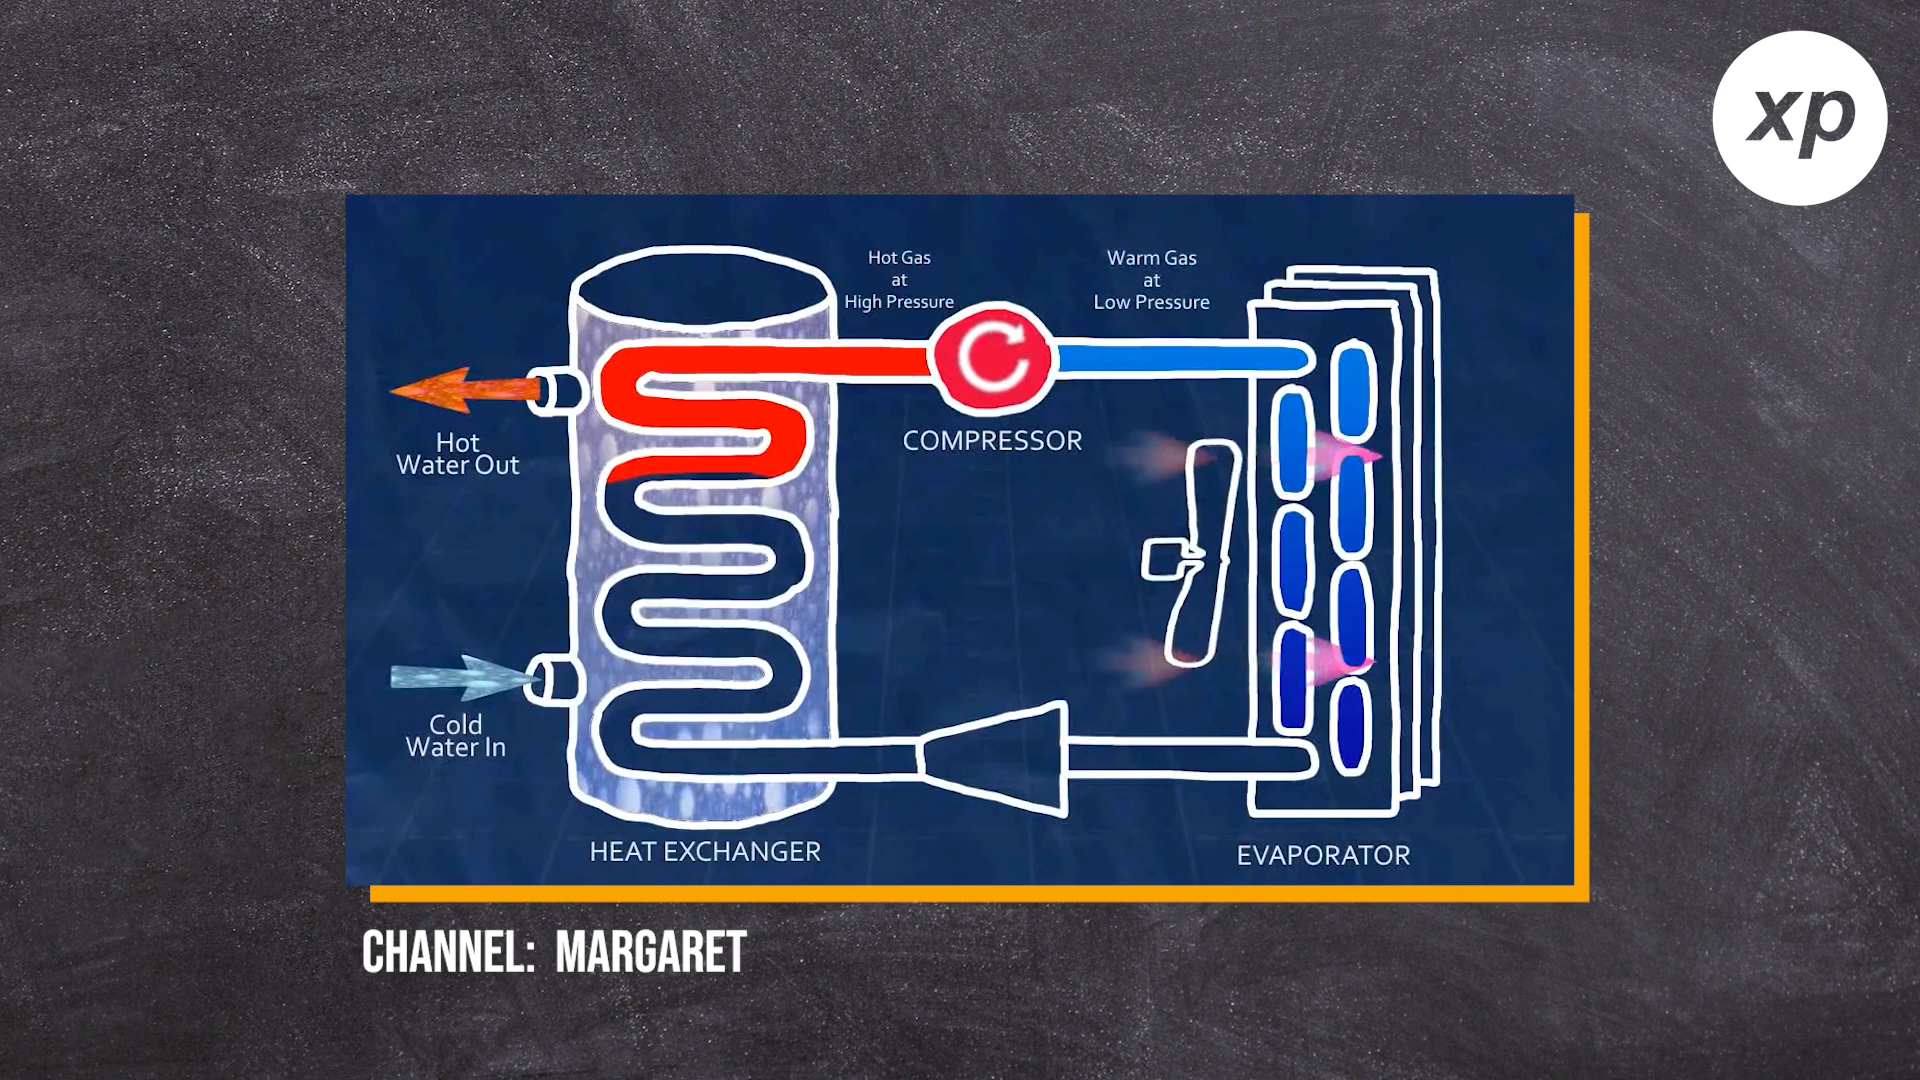 xp
Hot Gas
at
High Pressure
Warm Gas
at
Low Pressure
COMPRESSOR
Hot
Water Out
Cold
Water In
HEAT EXCHANGER
EVAPORATOR
CHANNEL: MARGARET